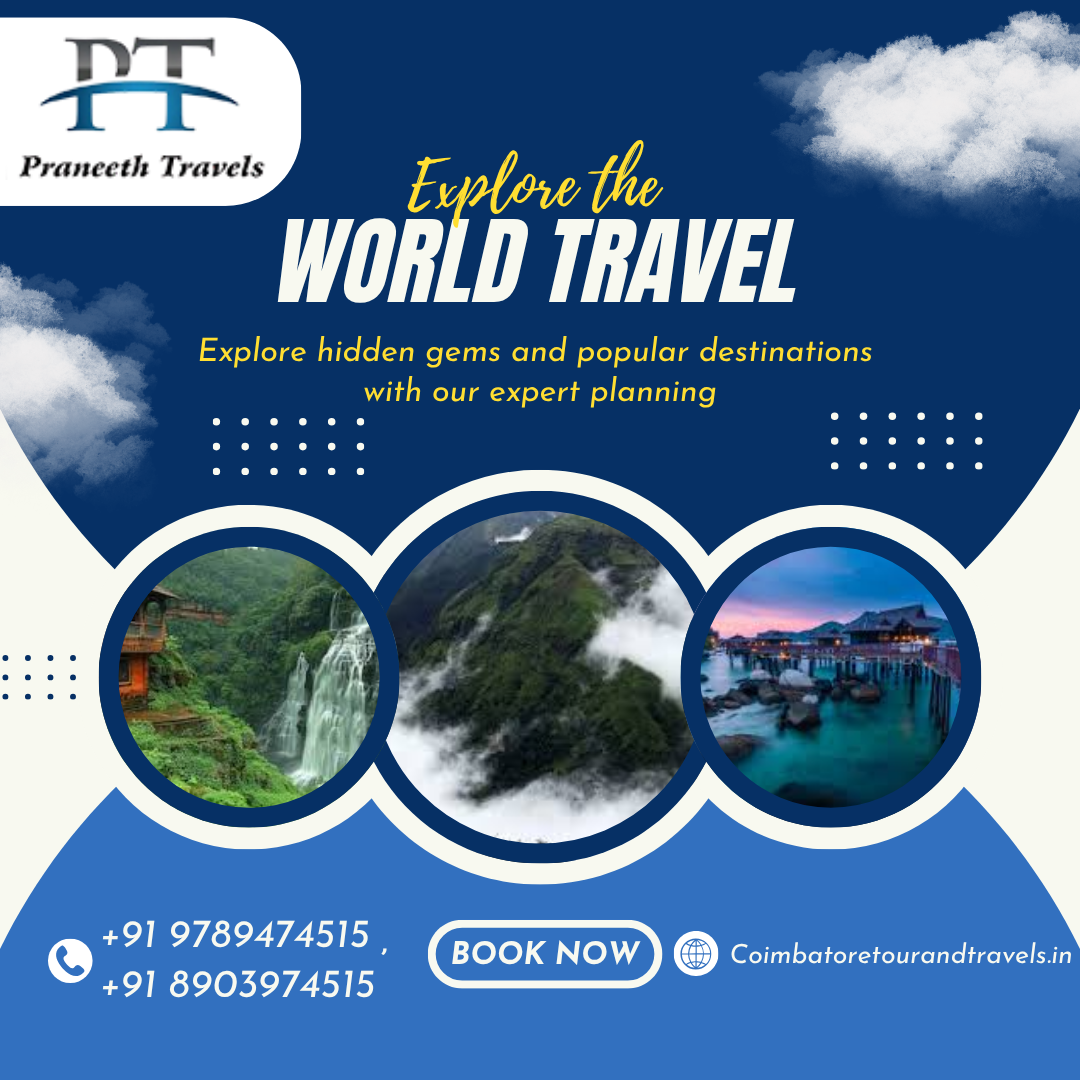 PT
Praneeth Travels
Explore the
WORLD TRAVEL
Explore hidden gems and popular destinations
with our expert planning
+91 9789474515 ,
+91 8903974515
BOOK NOW
Coimbatoretourandtravels.in